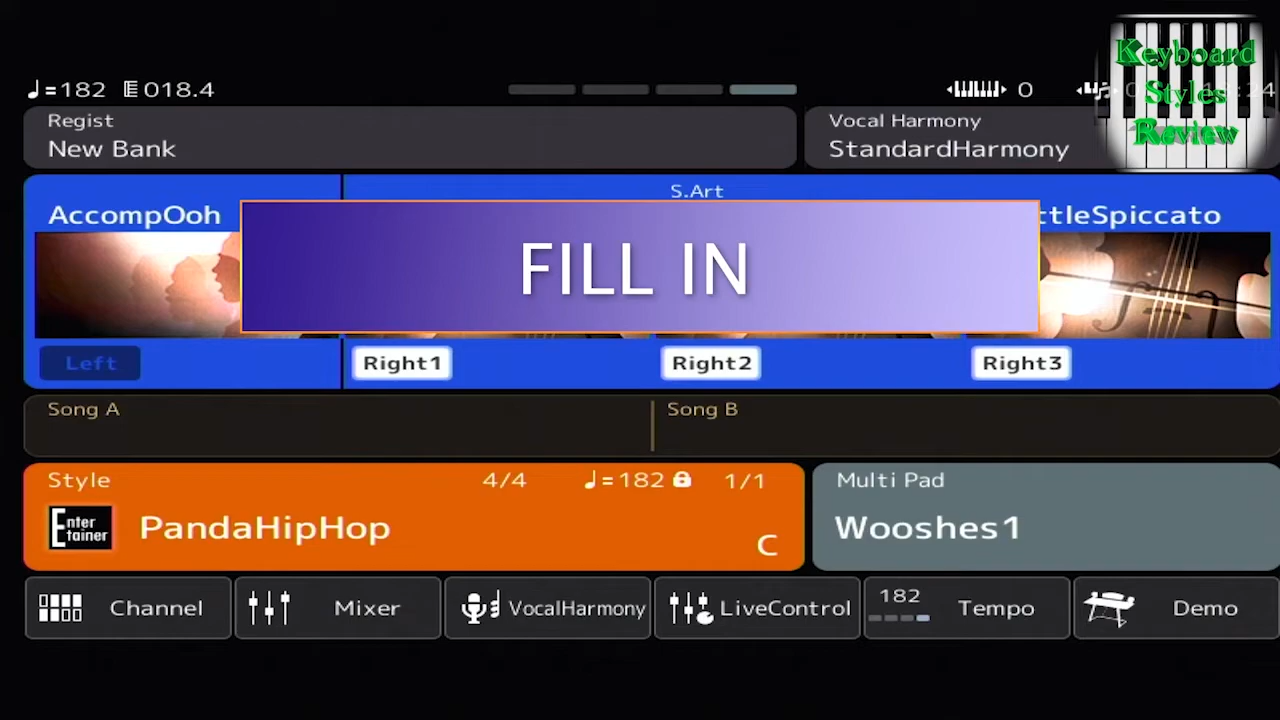 ♩=182 018.4
0
Keyboard
Styles
Review
Regist
New Bank
Vocal Harmony
StandardHarmony
S.Art
AccompOoh
ttleSpiccato
FILL IN
Left
Right1
Right2
Right3
Song A
Song B
Style
4/4 ♩=182 1/1
Enter
tainer
PandaHipHop
C
Multi Pad
Wooshes1
Channel
Mixer
VocalHarmony
LiveControl
182
Tempo
Demo